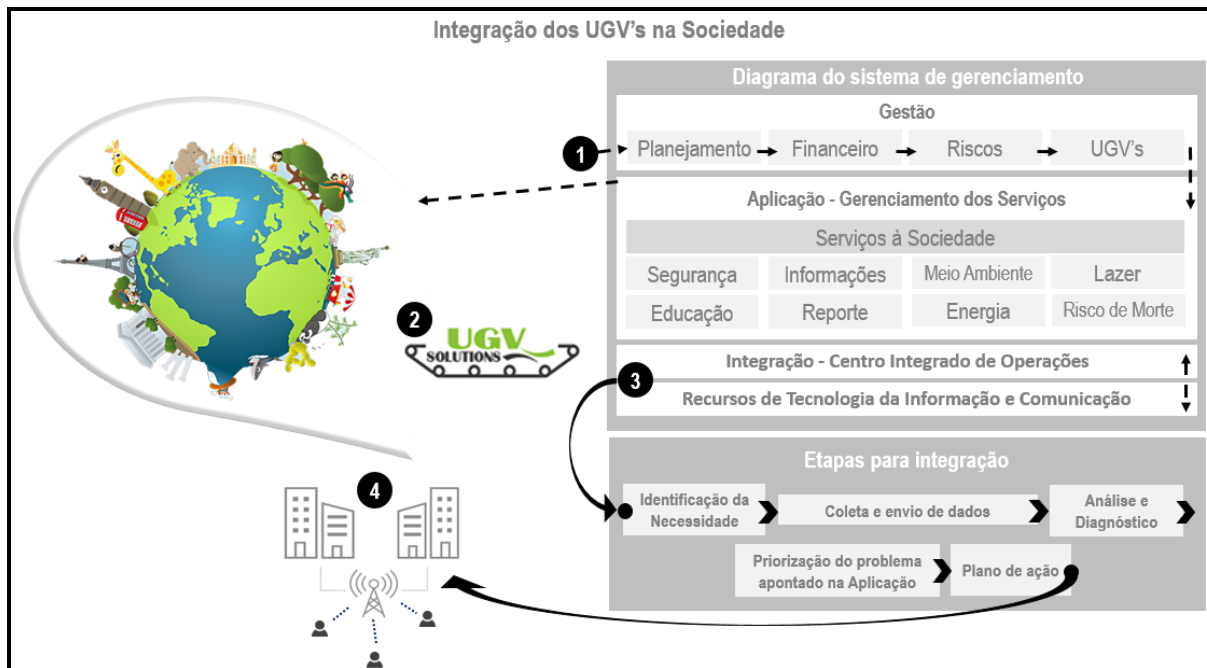 Integração dos UGV's na Sociedade
Diagrama do sistema de gerenciamento
Gestão
1
Planejamento
Financeiro
Riscos
UGV's
Aplicação - Gerenciamento dos Serviços
Serviços à Sociedade
Segurança
Informações
Meio Ambiente
Lazer
Educação
Reporte
Energia
Risco de Morte
2
UGV
SOLUTIONS
Integração - Centro Integrado de Operações
3
Recursos de Tecnologia da Informação e Comunicação
Etapas para integração
Identificação da
Necessidade
Coleta e envio de dados
Análise e
Diagnóstico
Priorização do problema
apontado na Aplicação
Plano de ação
4